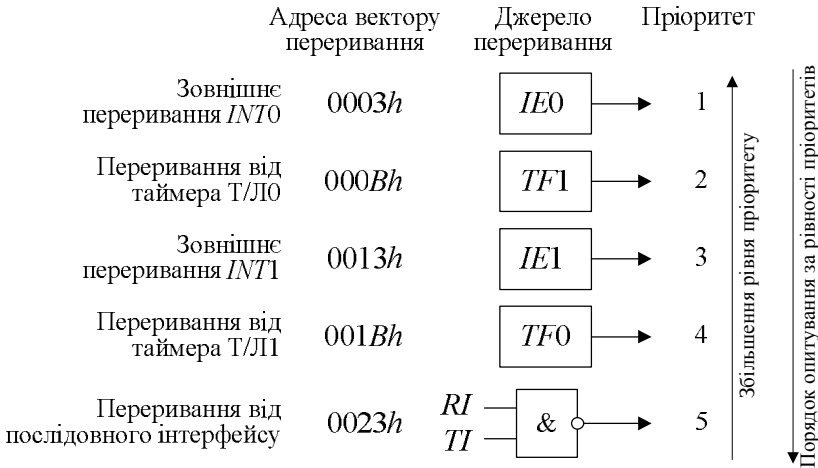 Адреса вектору переривання
Джерело переривання
Пріоритет
Зовнішнє
переривання INT0
0003h
IE0
1
Переривання від
таймера Т/Л0
000Bh
TF1
2
Зовнішнє
переривання INT1
0013h
IE1
3
Переривання від
таймера Т/Л1
001Bh
TF0
4
Переривання від
послідовного інтерфейсу
0023h
RI
TI
&
5
Збільшення рівня пріоритету
Порядок опитування за рівності пріоритетів